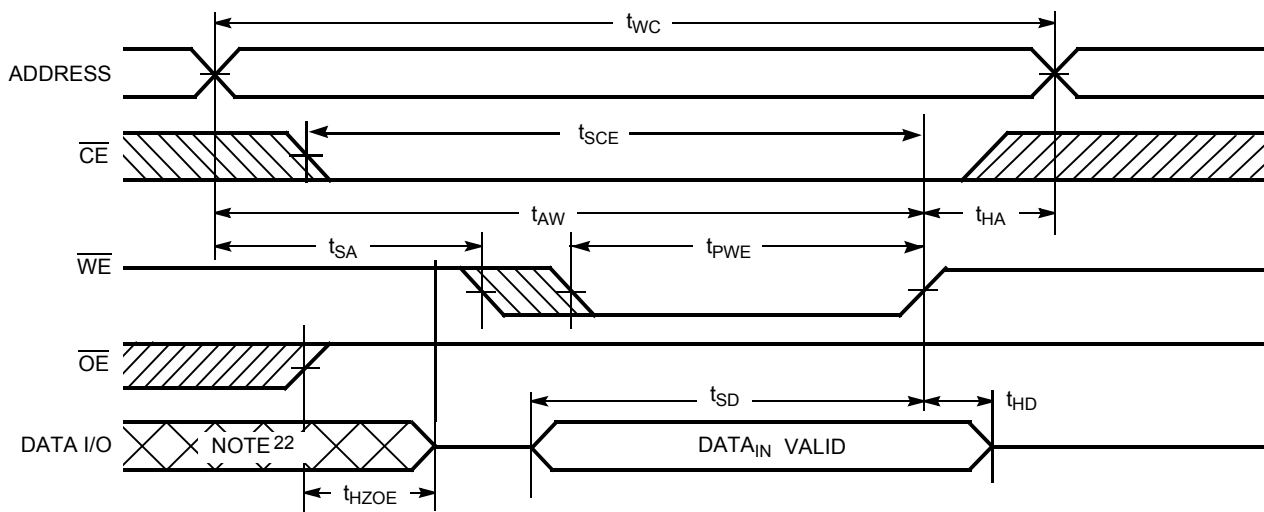 tWC
ADDRESS
CE
tSCE
tAW
tHA
tSA
tPWE
WE
OE
tSD
tHD
DATA I/O
NOTE 22
DATAIN VALID
tHZOE